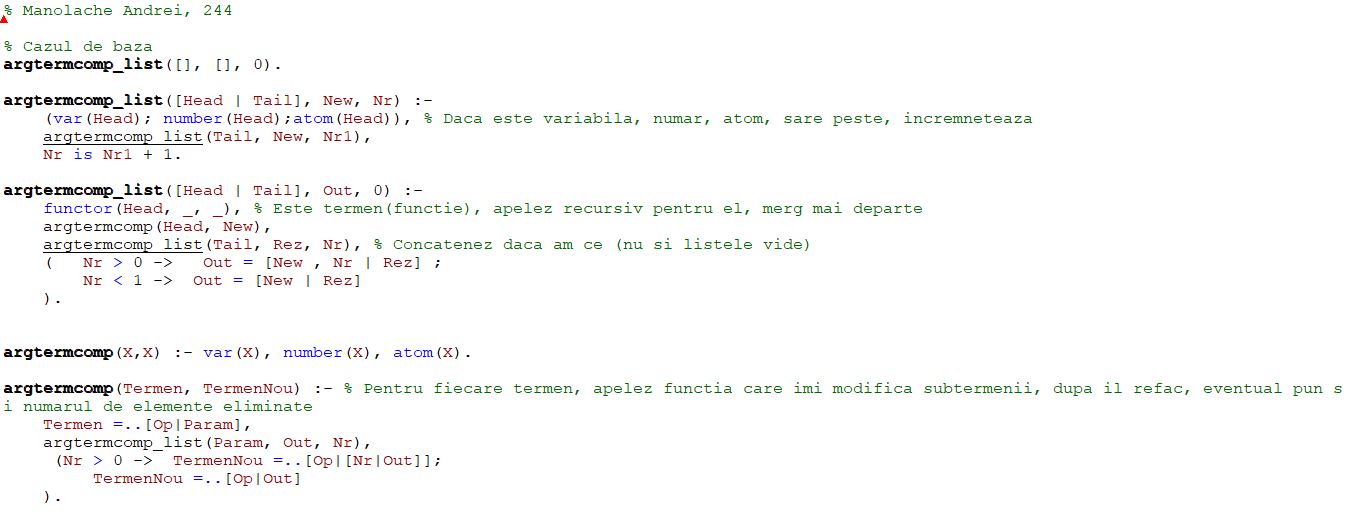 % Manolache Andrei, 244
% Cazul de baza
argtermcomp_list([], [], 0).
argtermcomp_list([Head | Tail], New, Nr) :-
(var(Head); number(Head);atom(Head)), % Daca este variabila, numar, atom, sare peste, incremneteaza
argtermcomp_list(Tail, New, Nr1),
Nr is Nr1 + 1.
argtermcomp_list([Head | Tail], Out, 0) :-
functor(Head, _, _), % Este termen(functie), apelez recursiv pentru el, merg mai departe
argtermcomp(Head, New),
argtermcomp_list(Tail, Rez, Nr), % Concatenez daca am ce (nu si listele vide)
( Nr > 0 -> Out = [New , Nr | Rez] ;
Nr < 1 -> Out = [New | Rez]
).
argtermcomp(X,X) :- var(X), number(X), atom(X).
argtermcomp(Termen, TermenNou) :- % Pentru fiecare termen, apelez functia care imi modifica subtermenii, dupa il refac, eventual pun s
i numarul de elemente eliminate
Termen =..[Op|Param],
argtermcomp_list(Param, Out, Nr),
(Nr > 0 -> TermenNou =..[Op|[Nr|Out]];
TermenNou =..[Op|Out]
).